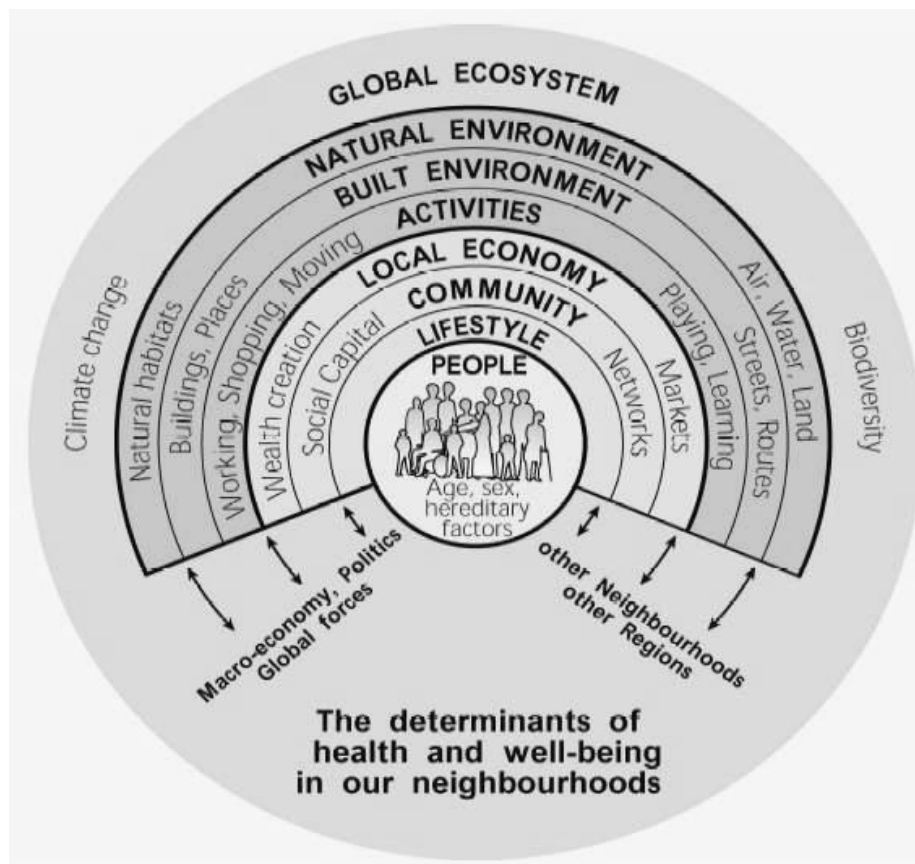 GLOBAL ECOSYSTEM
NATURAL ENVIRONMENT
BUILT ENVIRONMENT
ACTIVITIES
LOCAL ECONOMY
COMMUNITY
LIFESTYLE
PEOPLE
Age, sex,
hereditary
factors
Climate change
Natural habitats
Buildings, Places
Working, Shopping, Moving
Wealth creation
Social Capital
Networks
Markets
Playing, Learning
Streets, Routes
Air, Water, Land
Biodiversity
Macro-economy, Politics
Global forces
other Neighbourhoods
other Regions
The determinants of
health and well-being
in our neighbourhoods